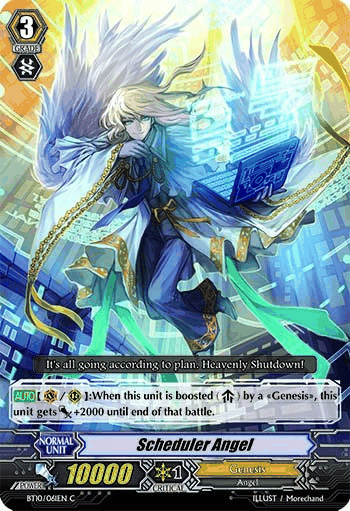 3
GRADE
It's all going according to plan. Heavenly Shutdown!
AUTO[ / ]:When this unit is boosted ( ) by a «Genesis», this
unit gets +2000 until end of that battle.
NORMAL
UNIT
Scheduler Angel
POWER
10000
1
CRITICAL
Genesis
Angel
BT10/061EN C
ILLUST / Morechand